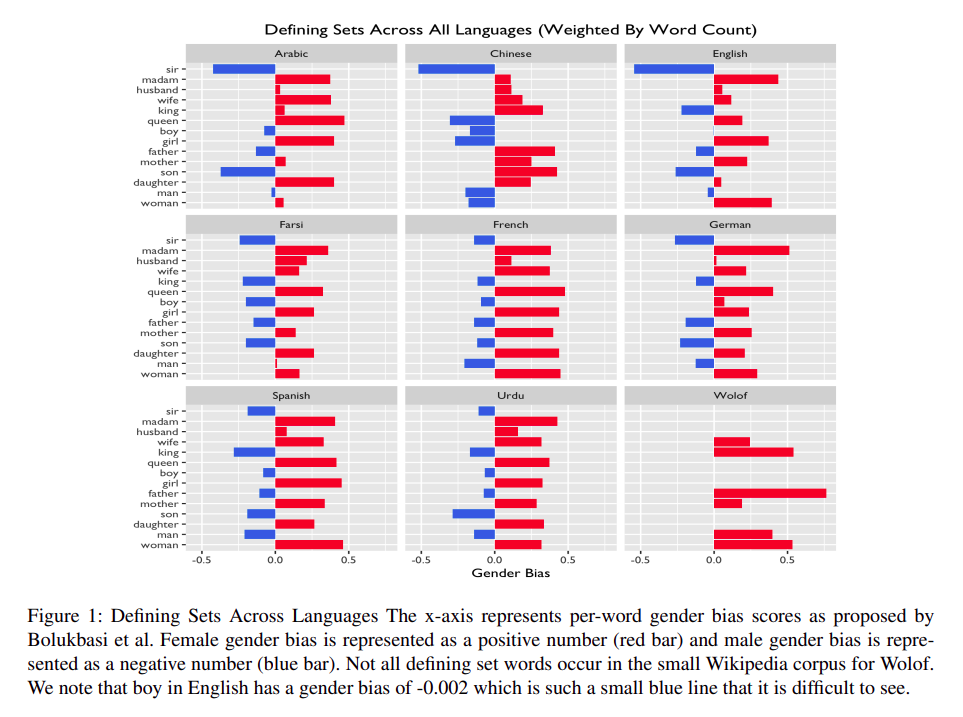 Defining Sets Across All Languages (Weighted By Word Count)
Arabic Chinese English
sir
madam
husband
wife
king
queen
boy
girl
father
mother
son
daughter
man
woman
Farsi French German
sir
madam
husband
wife
king
queen
boy
girl
father
mother
son
daughter
man
woman
Spanish Urdu Wolof
sir
madam
husband
wife
king
queen
boy
girl
father
mother
son
daughter
man
woman
-0.5 0.0 0.5 -0.5 0.0 0.5 -0.5 0.0 0.5
Gender Bias
Figure 1: Defining Sets Across Languages The x-axis represents per-word gender bias scores as proposed by
Bolukbasi et al. Female gender bias is represented as a positive number (red bar) and male gender bias is repre-
sented as a negative number (blue bar). Not all defining set words occur in the small Wikipedia corpus for Wolof.
We note that boy in English has a gender bias of -0.002 which is such a small blue line that it is difficult to see.